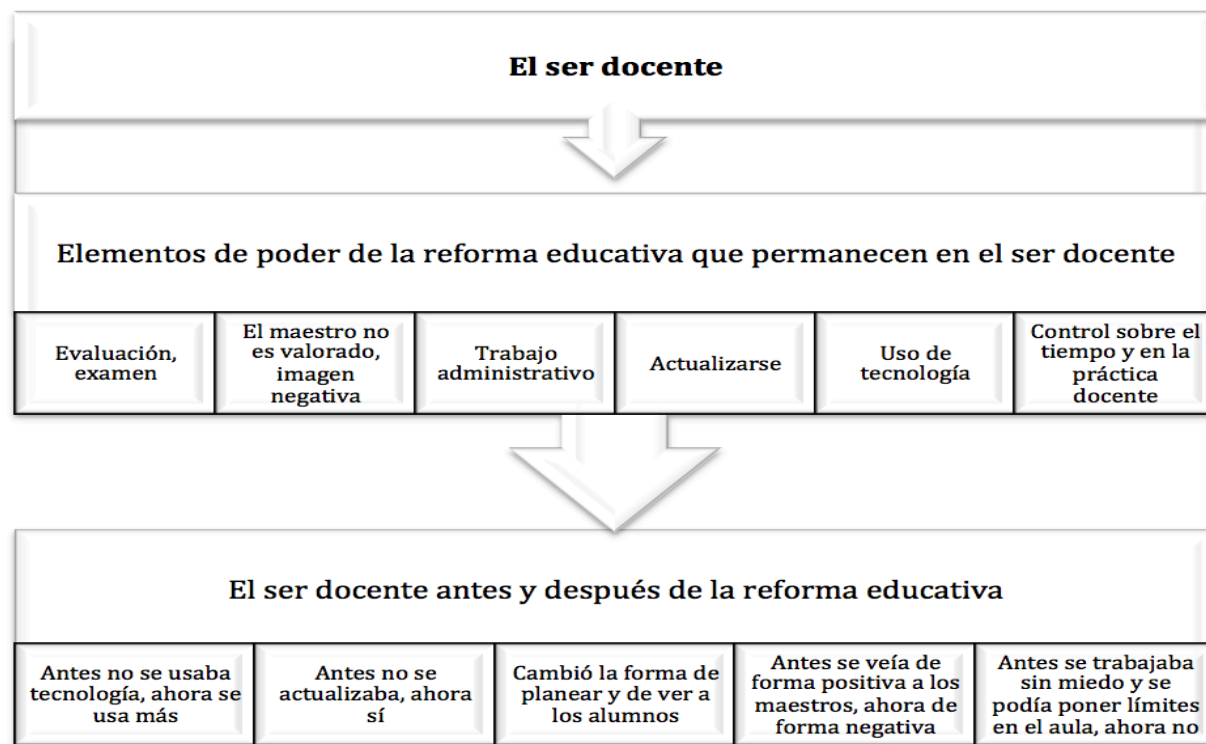 El ser docente
Elementos de poder de la reforma educativa que permanecen en el ser docente
Evaluación,
examen
El maestro no
es valorado,
imagen
negativa
Trabajo
administrativo
Actualizarse
Uso de
tecnología
Control sobre el
tiempo y en la
práctica
docente
El ser docente antes y después de la reforma educativa
Antes no se usaba
tecnología, ahora se
usa más
Antes no se
actualizaba, ahora
sí
Cambió la forma de
planear y de ver a
los alumnos
Antes se veía de
forma positiva a los
maestros, ahora de
forma negativa
Antes se trabajaba
sin miedo y se
podía poner límites
en el aula, ahora no